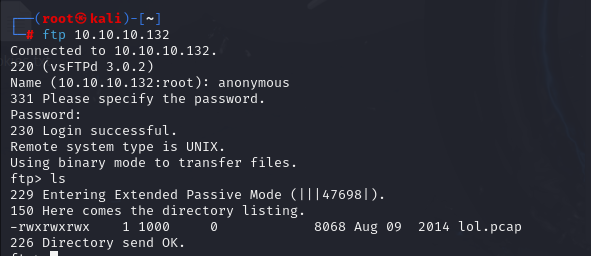 ┌──(root㉿kali)-[~]
└─# ftp 10.10.10.132
Connected to 10.10.10.132.
220 (vsFTPd 3.0.2)
Name (10.10.10.132:root): anonymous
331 Please specify the password.
Password:
230 Login successful.
Remote system type is UNIX.
Using binary mode to transfer files.
ftp> ls
229 Entering Extended Passive Mode (|||47698|).
150 Here comes the directory listing.
-rwxrwxrwx    1 1000     0            8068 Aug 09  2014 lol.pcap
226 Directory send OK.